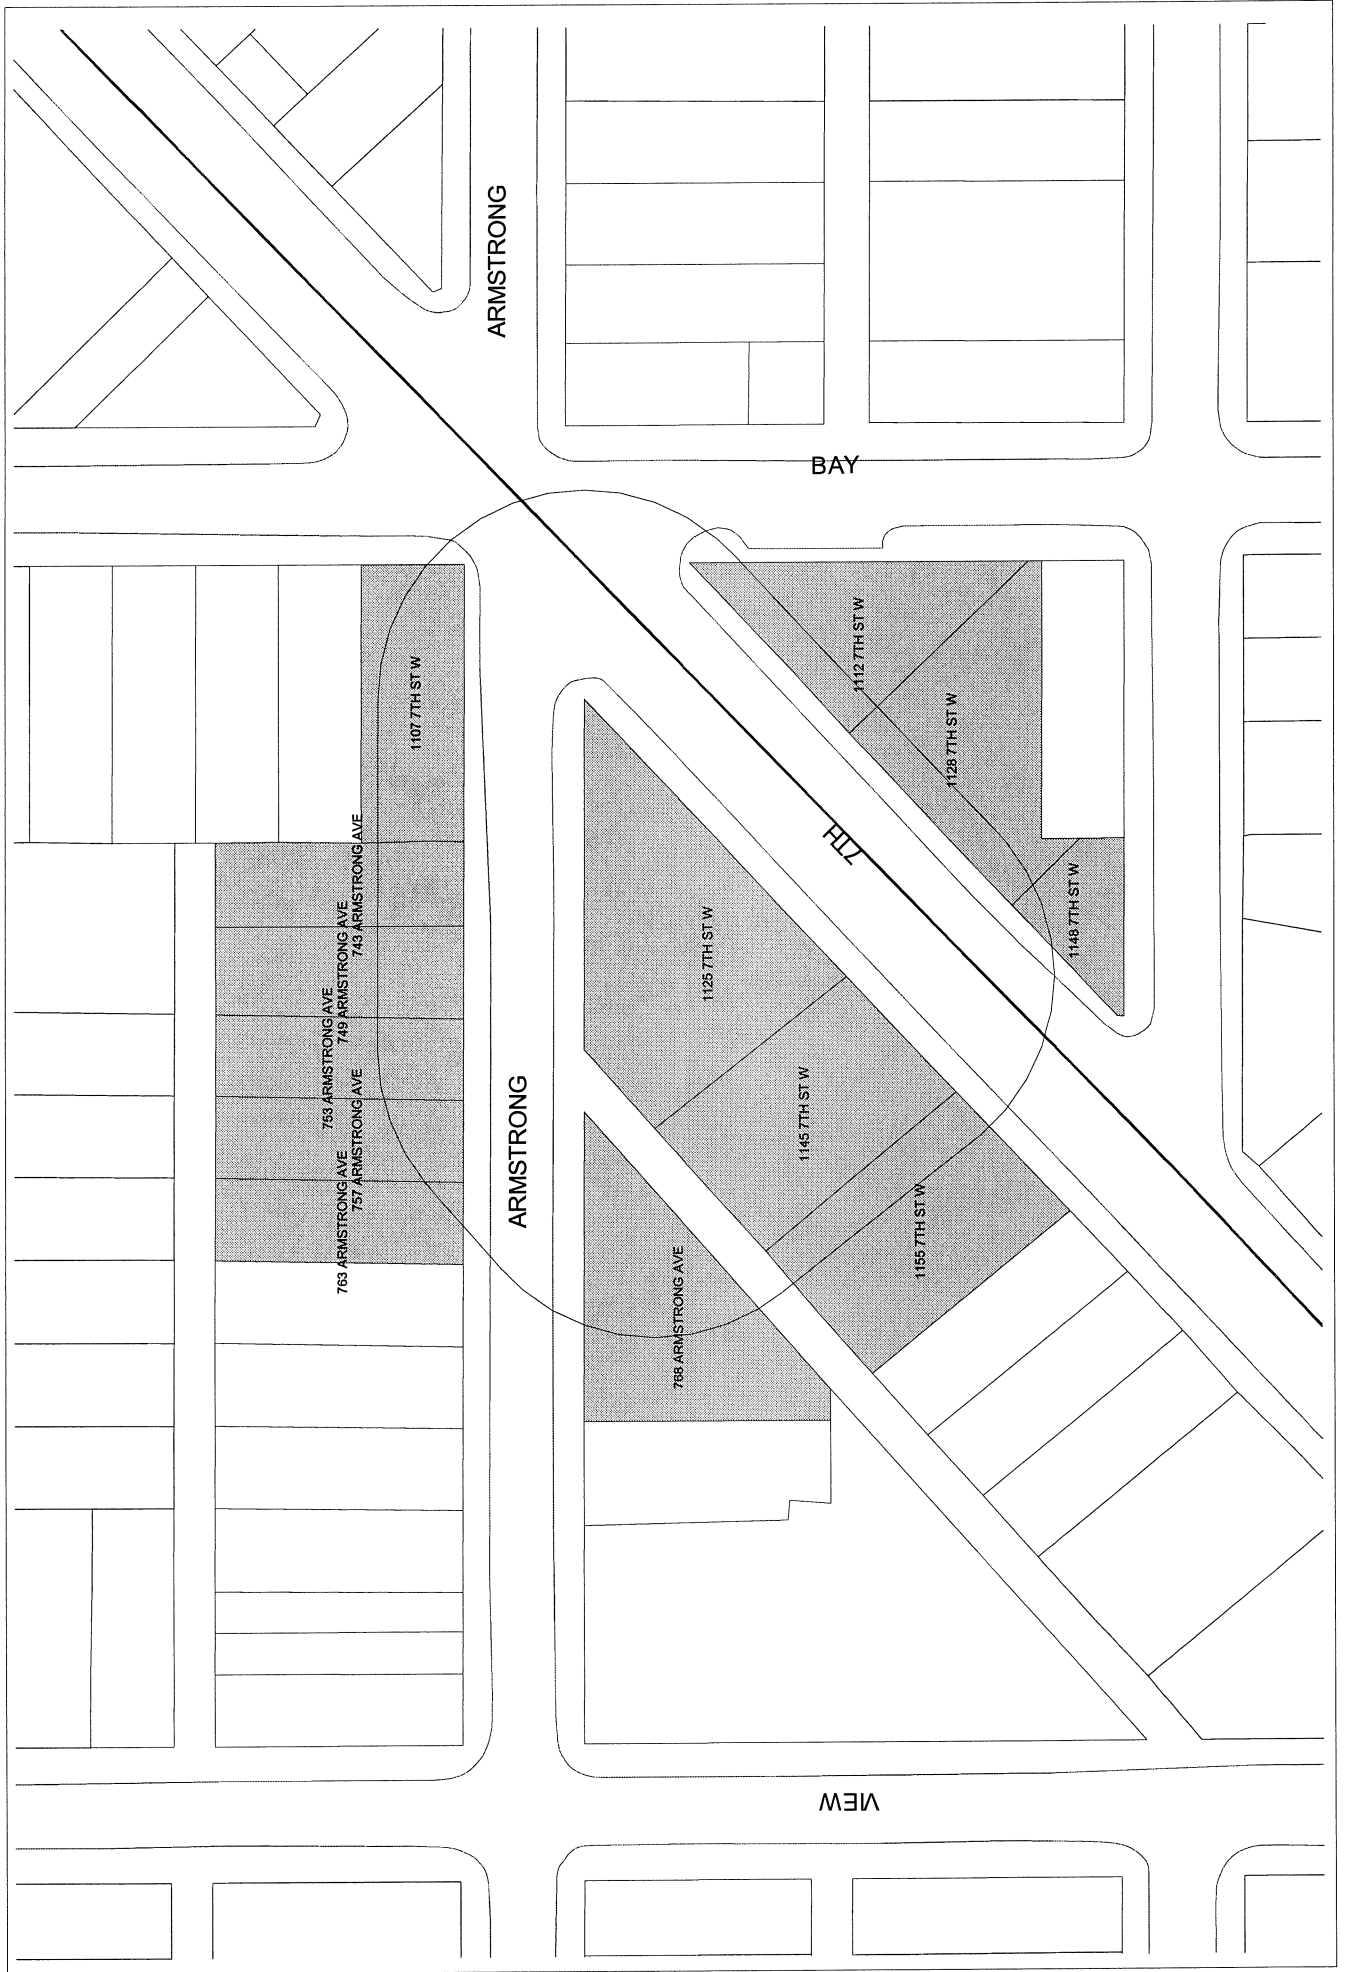 ARMSTRONG
BAY
1112 7TH ST W
1107 7TH ST W
1128 7TH ST W
7TH
743 ARMSTRONG AVE
749 ARMSTRONG AVE
1148 7TH ST W
1125 7TH ST W
753 ARMSTRONG AVE
757 ARMSTRONG AVE
1145 7TH ST W
ARMSTRONG
763 ARMSTRONG AVE
1155 7TH ST W
768 ARMSTRONG AVE
VIEW